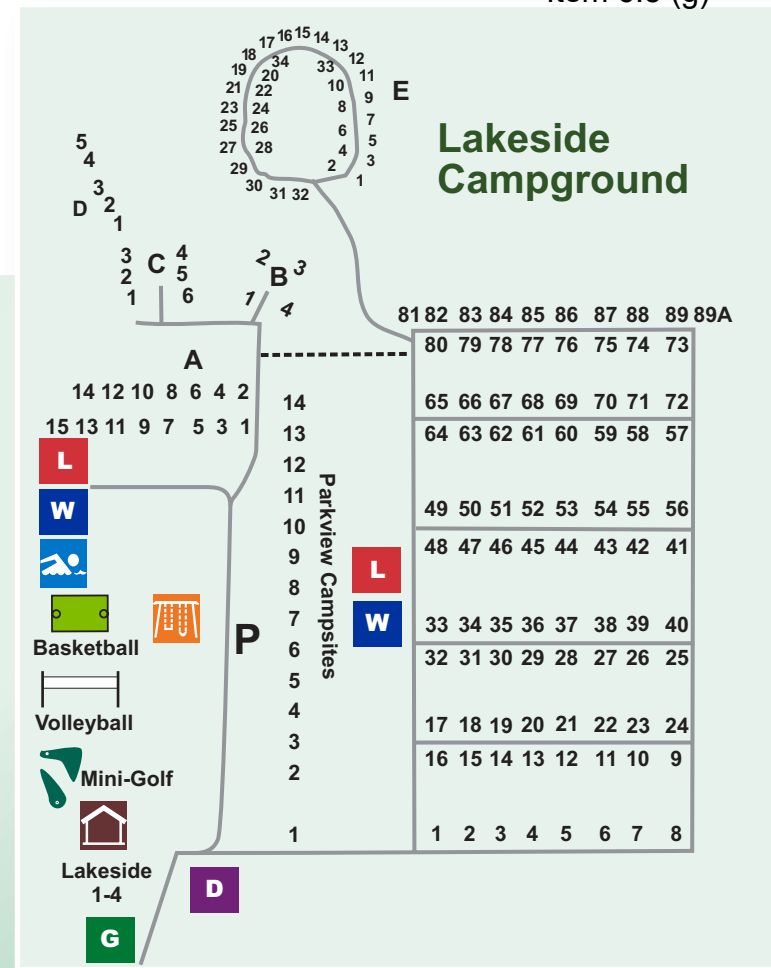 (g)
Lakeside
Campground
E
17 16 15 14 13
18 34 33 12
19 20 10 11
21 22 9
23 24 8 7
25 26 6 5
27 28 4 3
29 2 1
30 31 32
5
4
3
D 2
1
3 C 4
2 5
1 6
2 B 3
1 4
A
14 12 10 8 6 4 2
15 13 11 9 7 5 3 1
L
W
Basketball
Volleyball
Mini-Golf
Lakeside
1-4
G
D
P
14
13
12
11
10
9
8
7
6
5
4
3
2
1
Parkview Campsites
L
W
81 82 83 84 85 86 87 88 89 89A
80 79 78 77 76 75 74 73
65 66 67 68 69 70 71 72
64 63 62 61 60 59 58 57
49 50 51 52 53 54 55 56
48 47 46 45 44 43 42 41
33 34 35 36 37 38 39 40
32 31 30 29 28 27 26 25
17 18 19 20 21 22 23 24
16 15 14 13 12 11 10 9
1 2 3 4 5 6 7 8